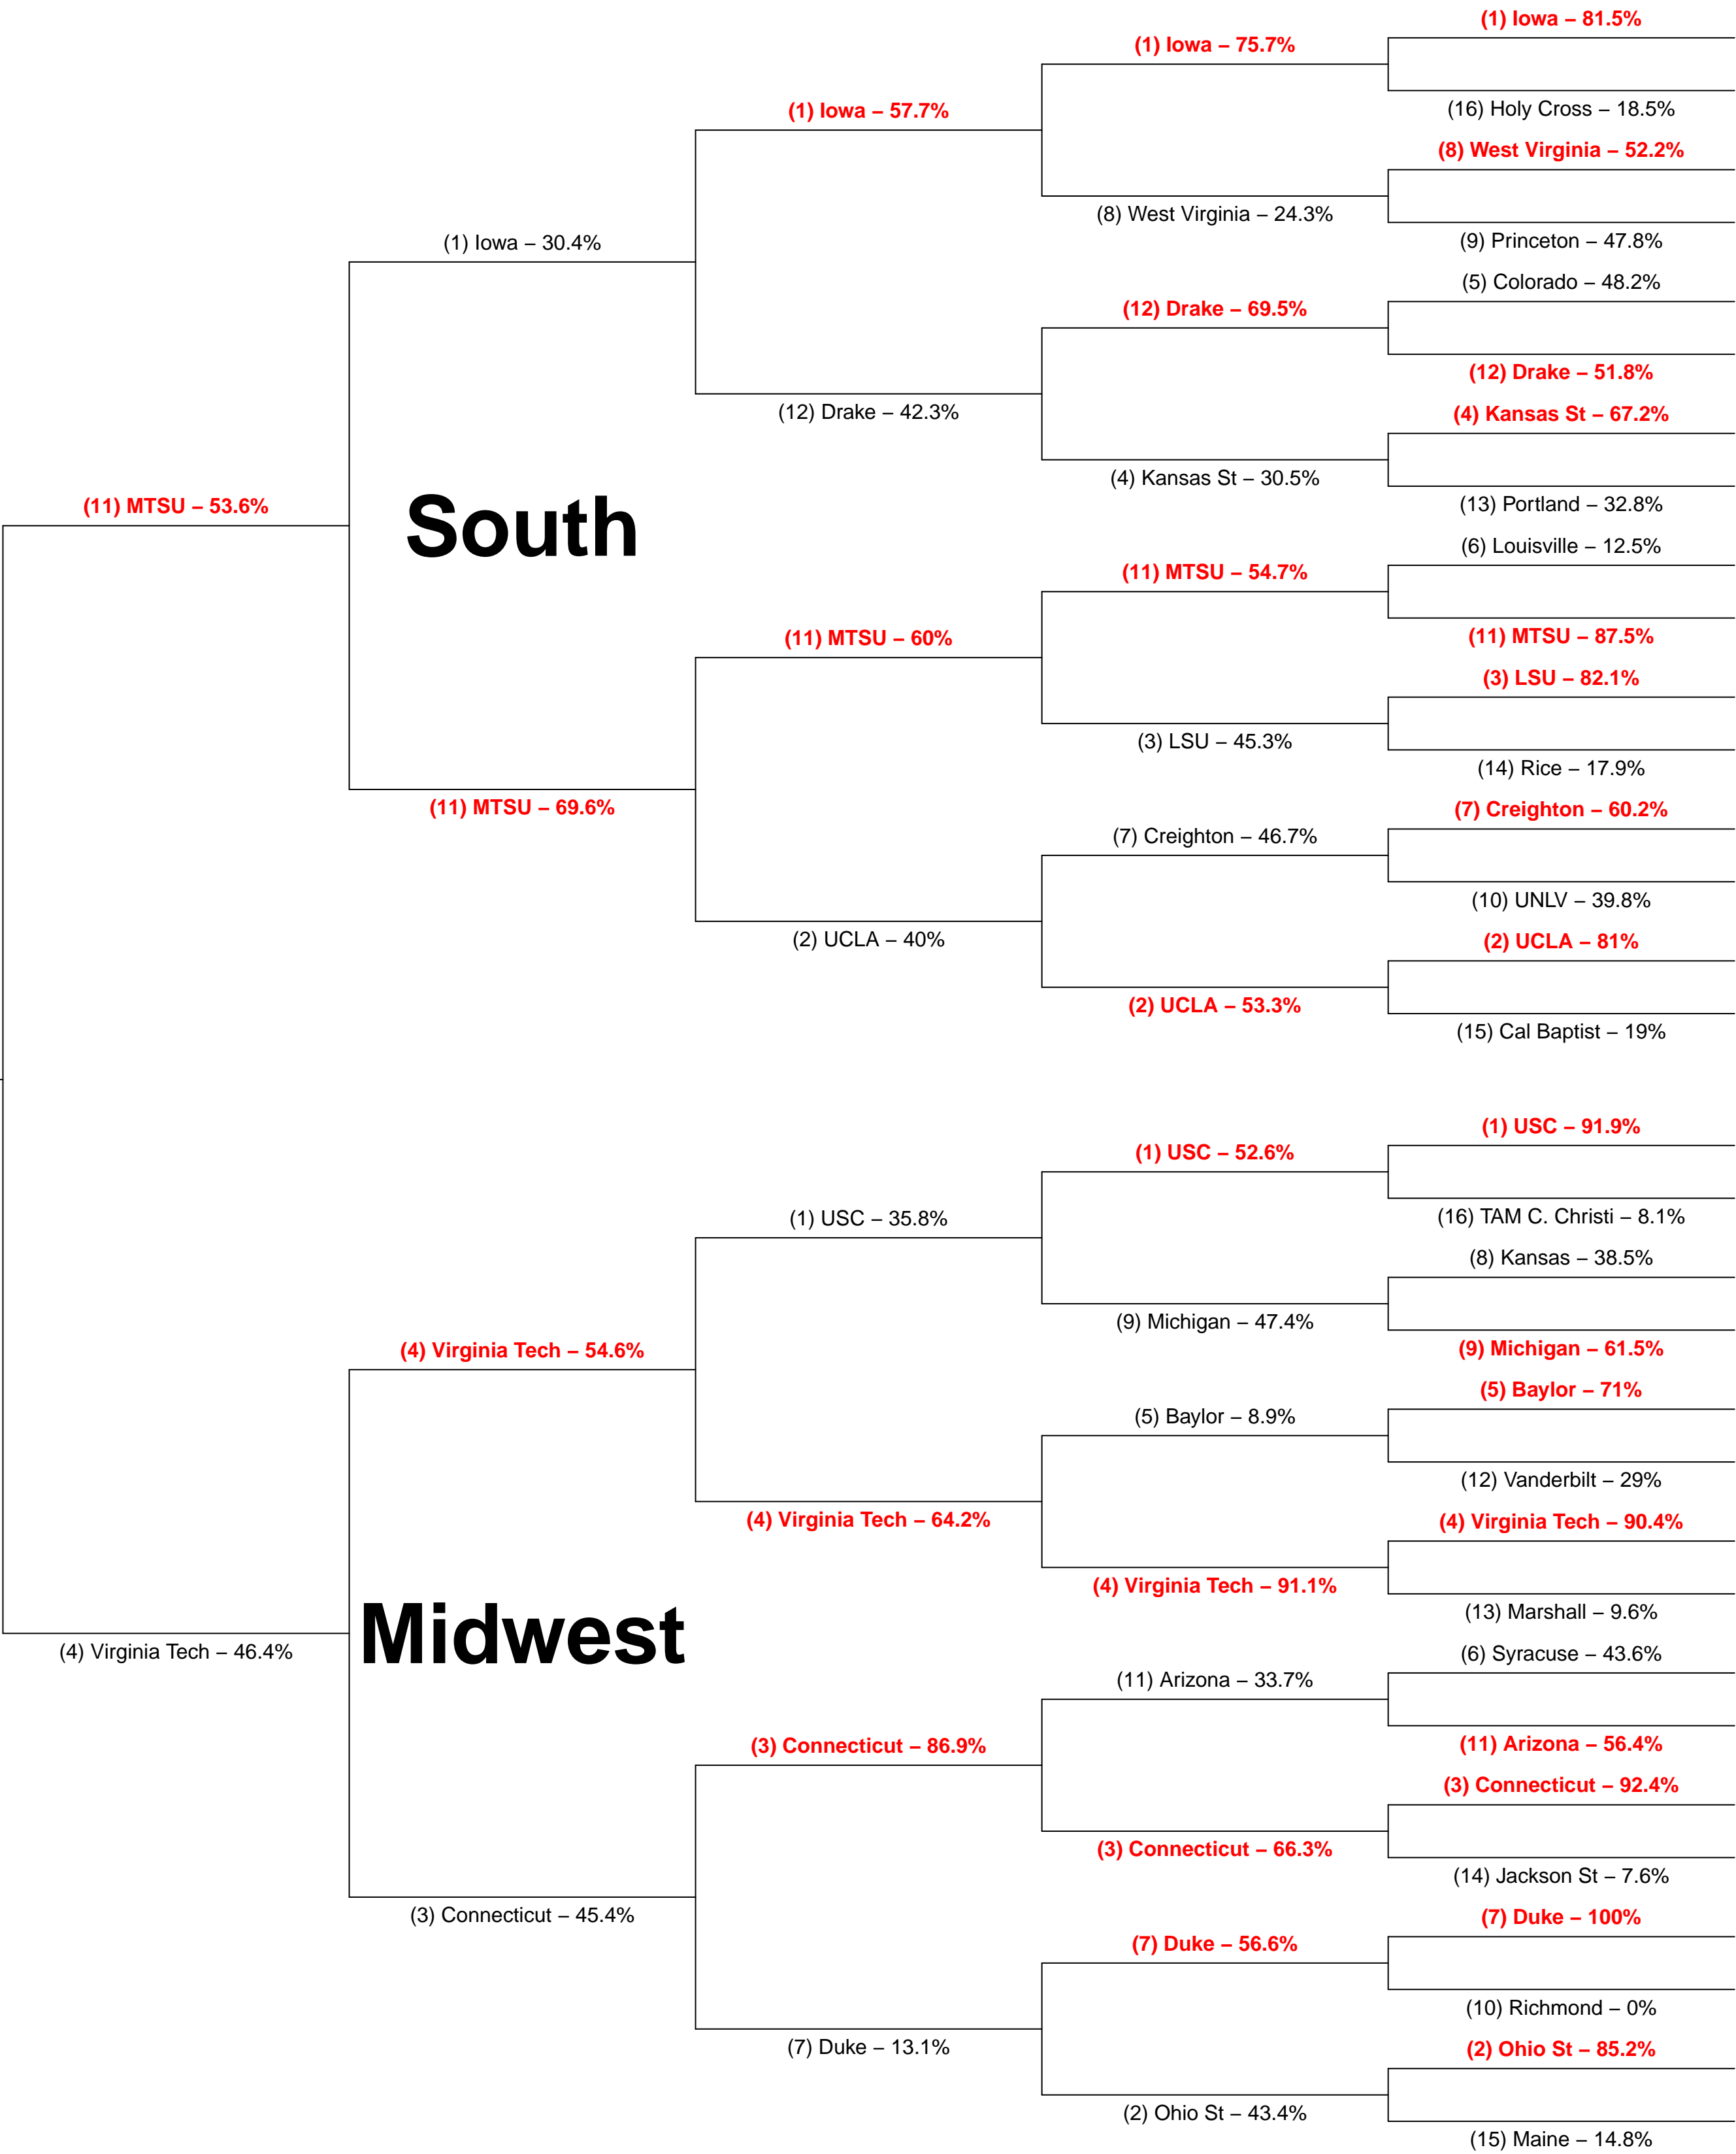 (1) Iowa – 81.5%
(1) Iowa – 75.7%
(1) Iowa – 57.7%
(16) Holy Cross – 18.5%
(8) West Virginia – 52.2%
(8) West Virginia – 24.3%
(1) Iowa – 30.4%
(9) Princeton – 47.8%
(5) Colorado – 48.2%
(12) Drake – 69.5%
(12) Drake – 51.8%
(12) Drake – 42.3%
(4) Kansas St – 67.2%
(4) Kansas St – 30.5%
(11) MTSU – 53.6%
(13) Portland – 32.8%
South
(6) Louisville – 12.5%
(11) MTSU – 54.7%
(11) MTSU – 60%
(11) MTSU – 87.5%
(3) LSU – 82.1%
(3) LSU – 45.3%
(14) Rice – 17.9%
(11) MTSU – 69.6%
(7) Creighton – 60.2%
(7) Creighton – 46.7%
(10) UNLV – 39.8%
(2) UCLA – 40%
(2) UCLA – 81%
(2) UCLA – 53.3%
(15) Cal Baptist – 19%
(1) USC – 91.9%
(1) USC – 52.6%
(1) USC – 35.8%
(16) TAM C. Christi – 8.1%
(8) Kansas – 38.5%
(9) Michigan – 47.4%
(4) Virginia Tech – 54.6%
(9) Michigan – 61.5%
(5) Baylor – 71%
(5) Baylor – 8.9%
(12) Vanderbilt – 29%
(4) Virginia Tech – 64.2%
(4) Virginia Tech – 90.4%
(4) Virginia Tech – 91.1%
(13) Marshall – 9.6%
Midwest
(4) Virginia Tech – 46.4%
(6) Syracuse – 43.6%
(11) Arizona – 33.7%
(3) Connecticut – 86.9%
(11) Arizona – 56.4%
(3) Connecticut – 92.4%
(3) Connecticut – 66.3%
(14) Jackson St – 7.6%
(3) Connecticut – 45.4%
(7) Duke – 100%
(7) Duke – 56.6%
(10) Richmond – 0%
(7) Duke – 13.1%
(2) Ohio St – 85.2%
(2) Ohio St – 43.4%
(15) Maine – 14.8%